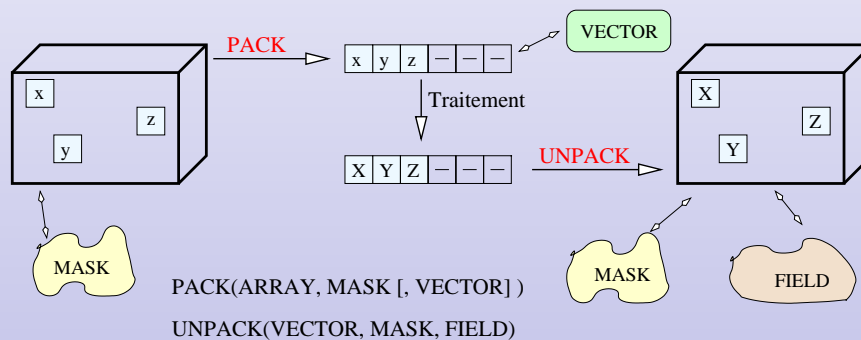 PACK
x y z — — —
VECTOR
x
z
y
Traitement
X
Z
Y
X Y Z — — —
UNPACK
MASK
MASK
FIELD
PACK(ARRAY, MASK [, VECTOR] )
UNPACK(VECTOR, MASK, FIELD)